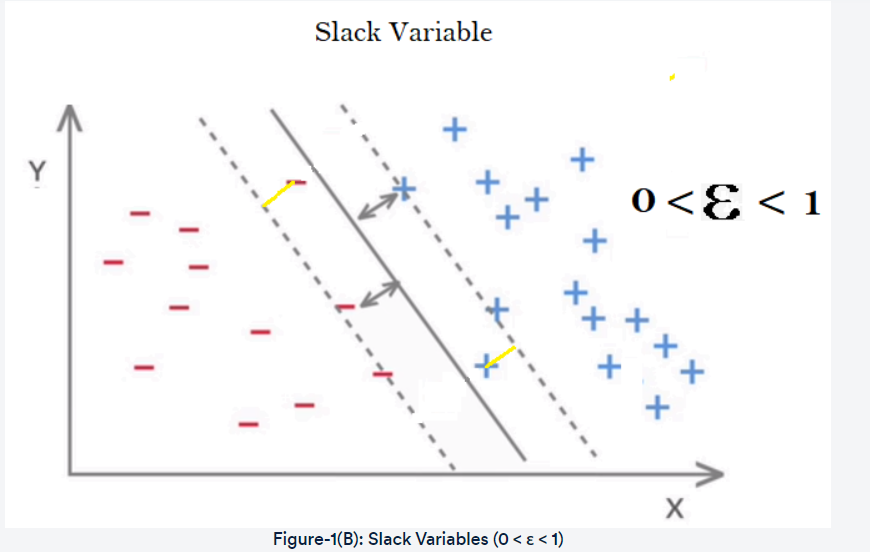 Slack Variable
Y
0 < ε < 1
X
Figure-1(B): Slack Variables (0 < ε < 1)